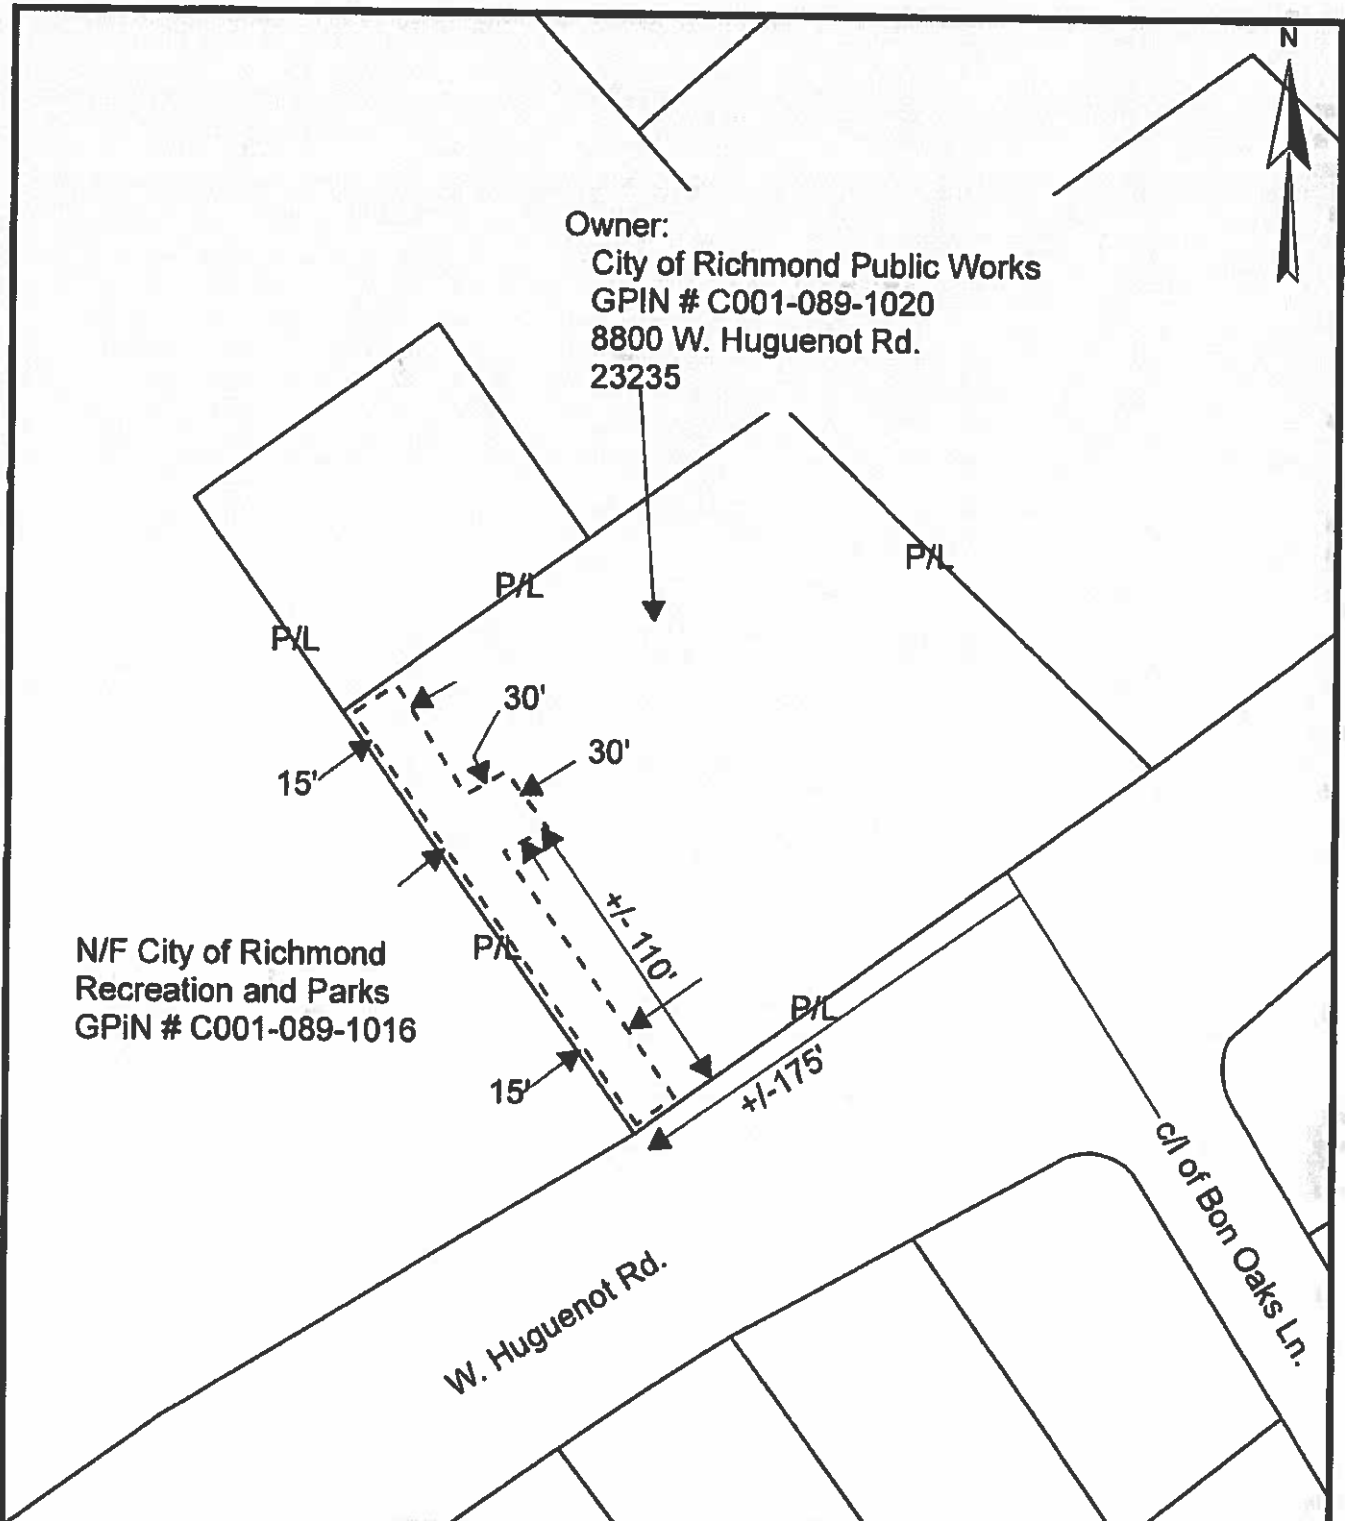 N
Owner:
City of Richmond Public Works
GPIN # C001-089-1020
8800 W. Huguenot Rd.
23235
P/L
P/L
P/L
30'
30'
15'
+/- 110'
N/F City of Richmond
Recreation and Parks
GPiN # C001-089-1016
P/L
P/L
15'
+/-175'
c/l of Bon Oaks Ln.
W. Huguenot Rd.